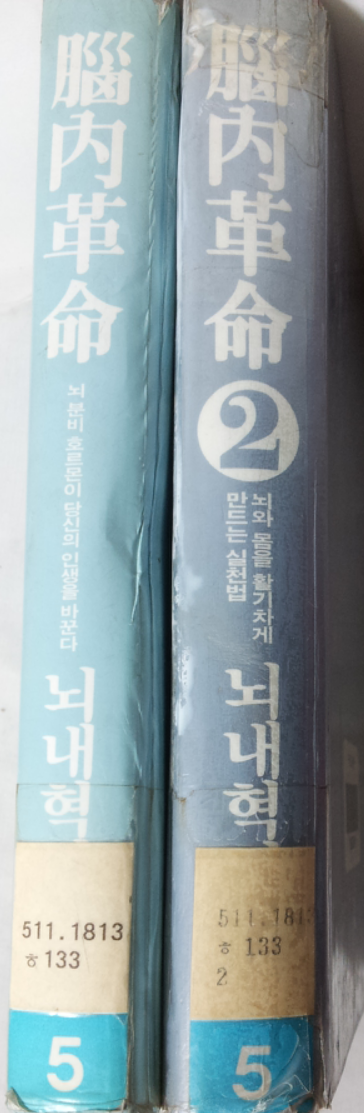 腦內革命
뇌 분비 호르몬이 당신의 인생을 바꾼다
뇌내혁
511.1813
ㅎ133
5
腦內革命
2
뇌와 몸을 활기차게
만드는 실천법
뇌내혁
511.1813
ㅎ 133
2
5